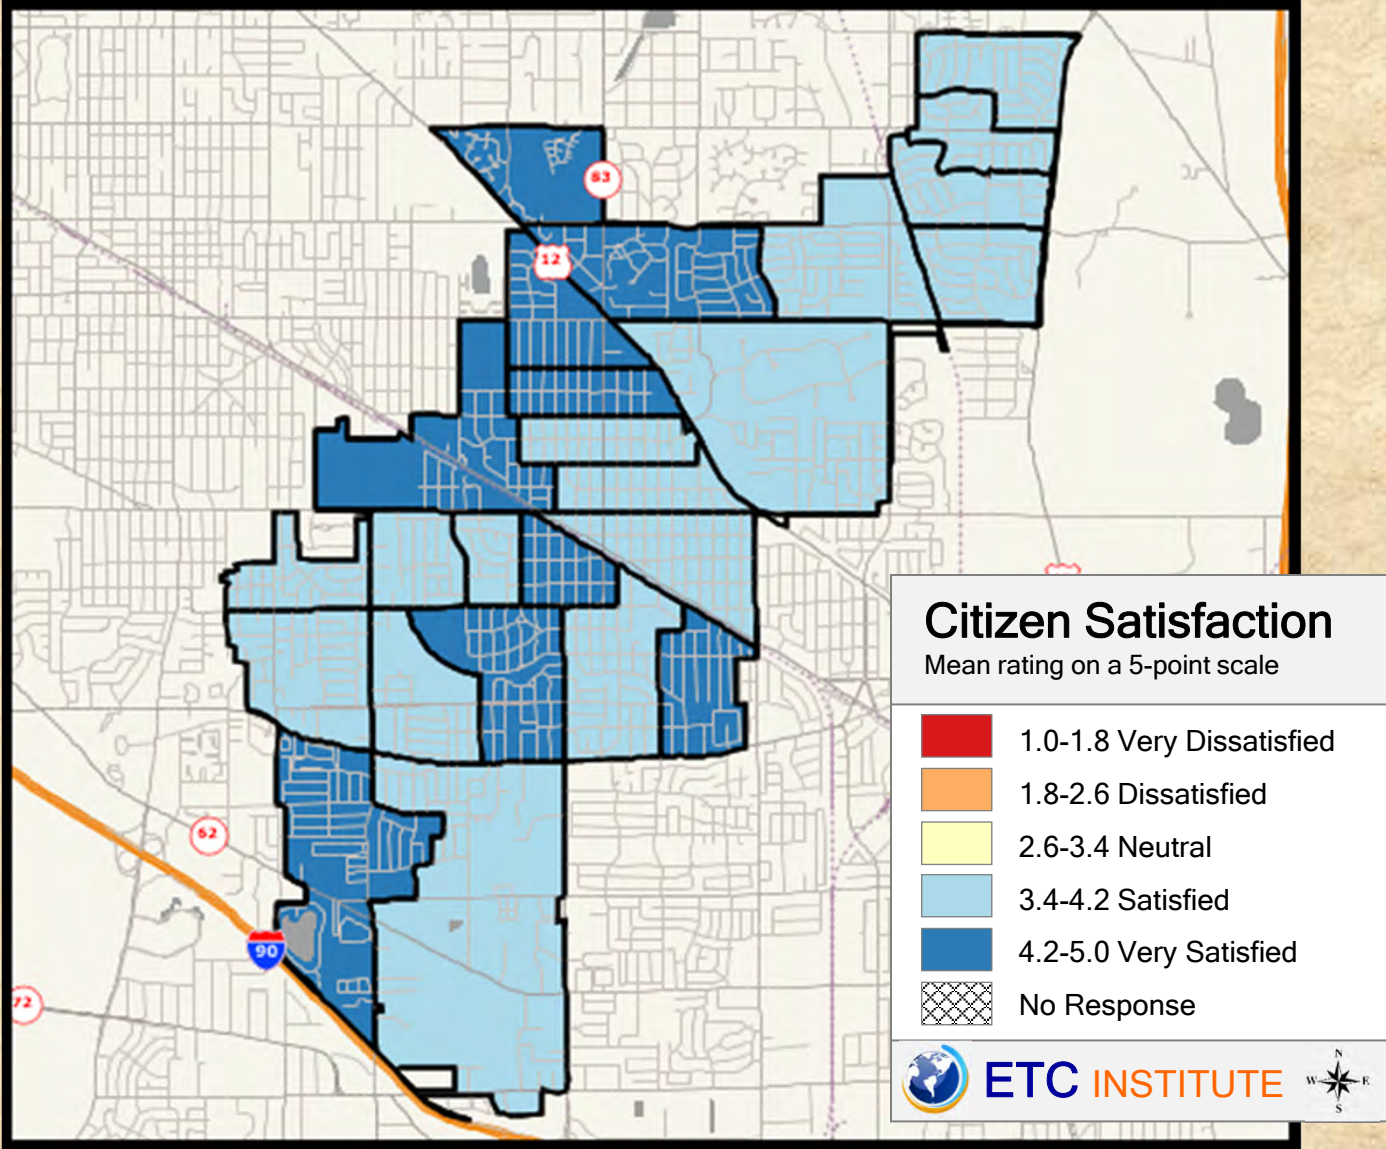 83
12
62
90
72
Citizen Satisfaction
Mean rating on a 5-point scale
1.0-1.8 Very Dissatisfied
1.8-2.6 Dissatisfied
2.6-3.4 Neutral
3.4-4.2 Satisfied
4.2-5.0 Very Satisfied
No Response
ETC INSTITUTE
N
W
E
S